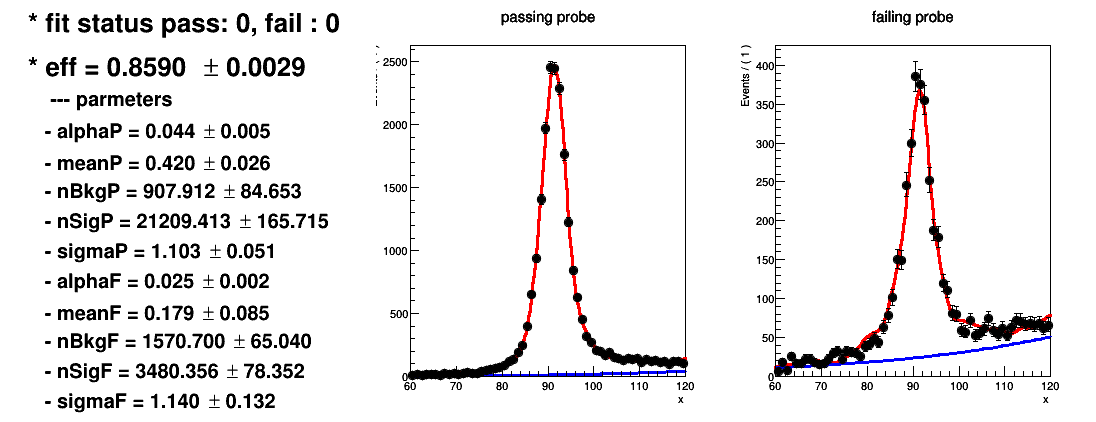 * fit status pass: 0, fail : 0
* eff = 0.8590 ± 0.0029
--- parmeters
- alphaP = 0.044 ± 0.005
- meanP = 0.420 ± 0.026
- nBkgP = 907.912 ± 84.653
- nSigP = 21209.413 ± 165.715
- sigmaP = 1.103 ± 0.051
- alphaF = 0.025 ± 0.002
- meanF = 0.179 ± 0.085
- nBkgF = 1570.700 ± 65.040
- nSigF = 3480.356 ± 78.352
- sigmaF = 1.140 ± 0.132
passing probe
2500
2000
1500
1000
500
0
60 70 80 90 100 110 120
x
failing probe
Events / ( 1 )
400
350
300
250
200
150
100
50
0
60 70 80 90 100 110 120
x